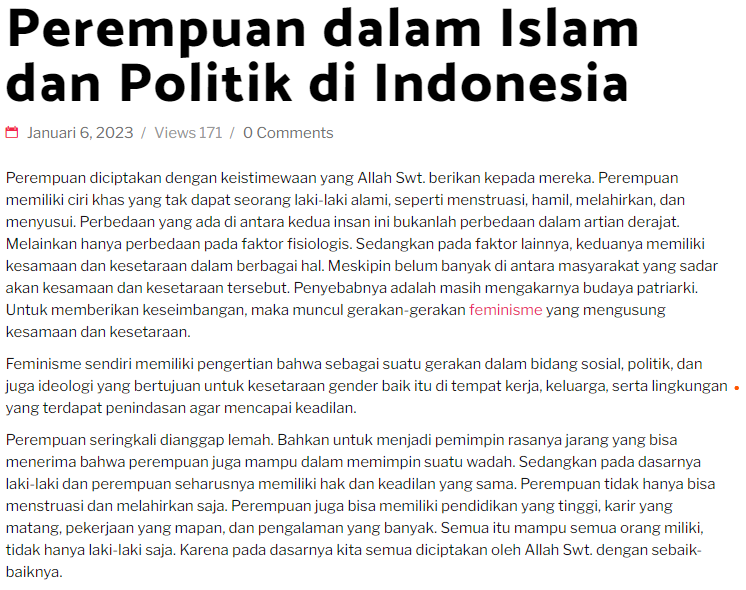 Perempuan dalam Islam
dan Politik di Indonesia
Januari 6, 2023 / Views 171 / 0 Comments
Perempuan diciptakan dengan keistimewaan yang Allah Swt. berikan kepada mereka. Perempuan
memiliki ciri khas yang tak dapat seorang laki-laki alami, seperti menstruasi, hamil, melahirkan, dan
menyusui. Perbedaan yang ada di antara kedua insan ini bukanlah perbedaan dalam artian derajat.
Melainkan hanya perbedaan pada faktor fisiologis. Sedangkan pada faktor lainnya, keduanya memiliki
kesamaan dan kesetaraan dalam berbagai hal. Meskipin belum banyak di antara masyarakat yang sadar
akan kesamaan dan kesetaraan tersebut. Penyebabnya adalah masih mengakarnya budaya patriarki.
Untuk memberikan keseimbangan, maka muncul gerakan-gerakan feminisme yang mengusung
kesamaan dan kesetaraan.
Feminisme sendiri memiliki pengertian bahwa sebagai suatu gerakan dalam bidang sosial, politik, dan
juga ideologi yang bertujuan untuk kesetaraan gender baik itu di tempat kerja, keluarga, serta lingkungan
yang terdapat penindasan agar mencapai keadilan.
Perempuan seringkali dianggap lemah. Bahkan untuk menjadi pemimpin rasanya jarang yang bisa
menerima bahwa perempuan juga mampu dalam memimpin suatu wadah. Sedangkan pada dasarnya
laki-laki dan perempuan seharusnya memiliki hak dan keadilan yang sama. Perempuan tidak hanya bisa
menstruasi dan melahirkan saja. Perempuan juga bisa memiliki pendidikan yang tinggi, karir yang
matang, pekerjaan yang mapan, dan pengalaman yang banyak. Semua itu mampu semua orang miliki,
tidak hanya laki-laki saja. Karena pada dasarnya kita semua diciptakan oleh Allah Swt. dengan sebaik-
baiknya.